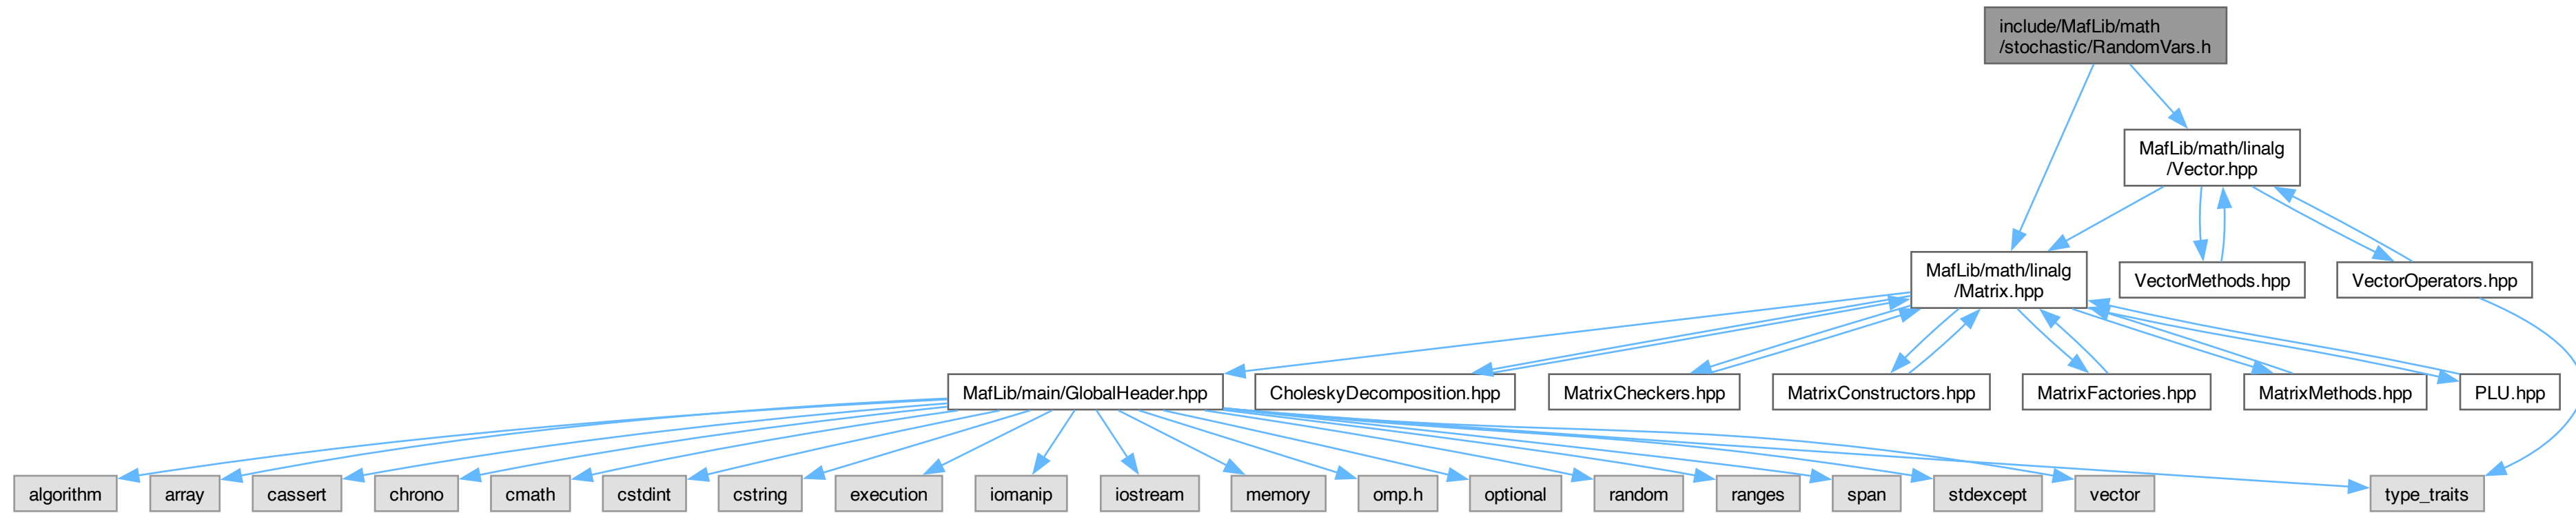 include/MafLib/math
/stochastic/RandomVars.h
MafLib/math/linalg
/Vector.hpp
MafLib/math/linalg
/Matrix.hpp
VectorMethods.hpp
VectorOperators.hpp
MafLib/main/GlobalHeader.hpp
CholeskyDecomposition.hpp
MatrixCheckers.hpp
MatrixConstructors.hpp
MatrixFactories.hpp
MatrixMethods.hpp
PLU.hpp
algorithm
array
cassert
chrono
cmath
cstdint
cstring
execution
iomanip
iostream
memory
omp.h
optional
random
ranges
span
stdexcept
vector
type_traits